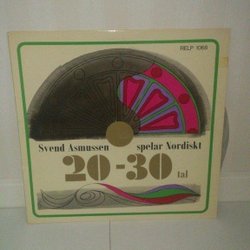 RELP 1068
Svend Asmussen spelar Nordiskt
20-30
tal